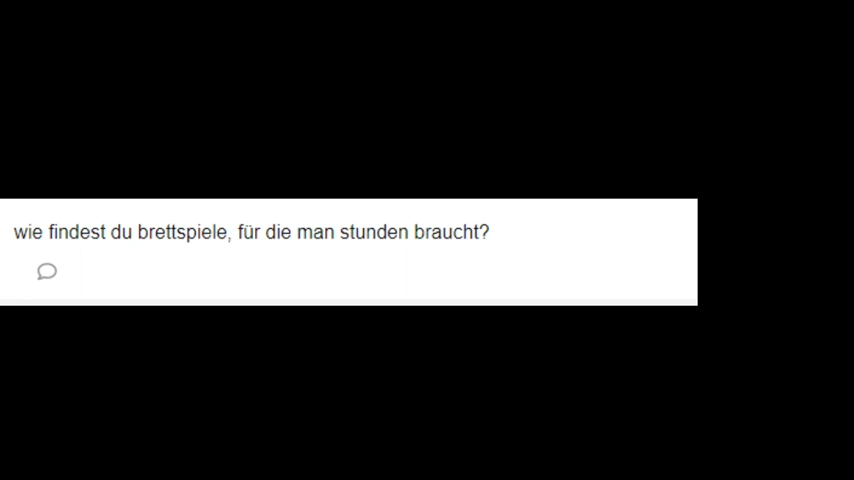 wie findest du brettspiele, für die man stunden braucht?